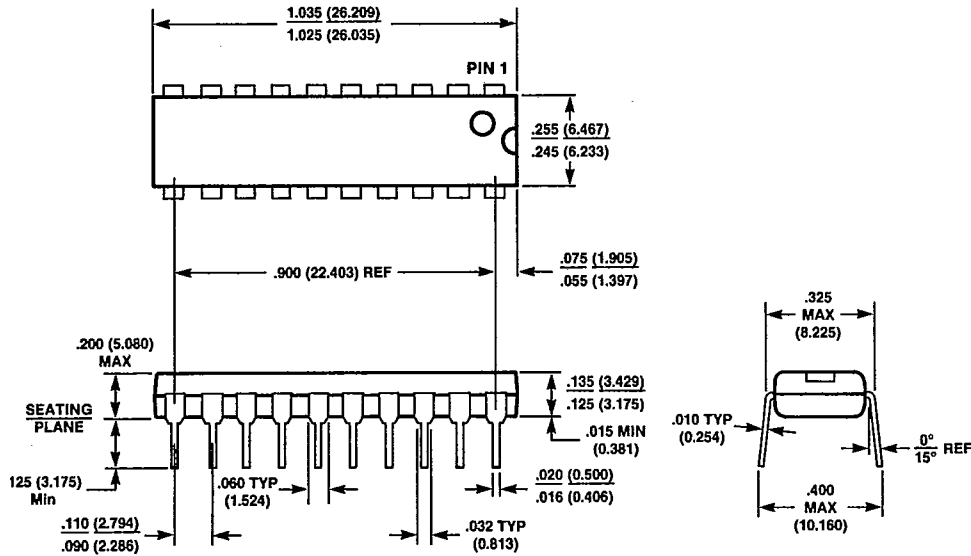 1.035 (26.209)
1.025 (26.035)
PIN 1
.255 (6.467)
.245 (6.233)
.900 (22.403) REF
.075 (1.905)
.055 (1.397)
.325
MAX
(8.225)
.200 (5.080)
MAX
.135 (3.429)
.125 (3.175)
SEATING
PLANE
.015 MIN
(0.381)
.010 TYP
(0.254)
0°
15° REF
125 (3.175)
Min
.060 TYP
(1.524)
.020 (0.500)
.016 (0.406)
.400
MAX
(10.160)
.110 (2.794)
.090 (2.286)
.032 TYP
(0.813)